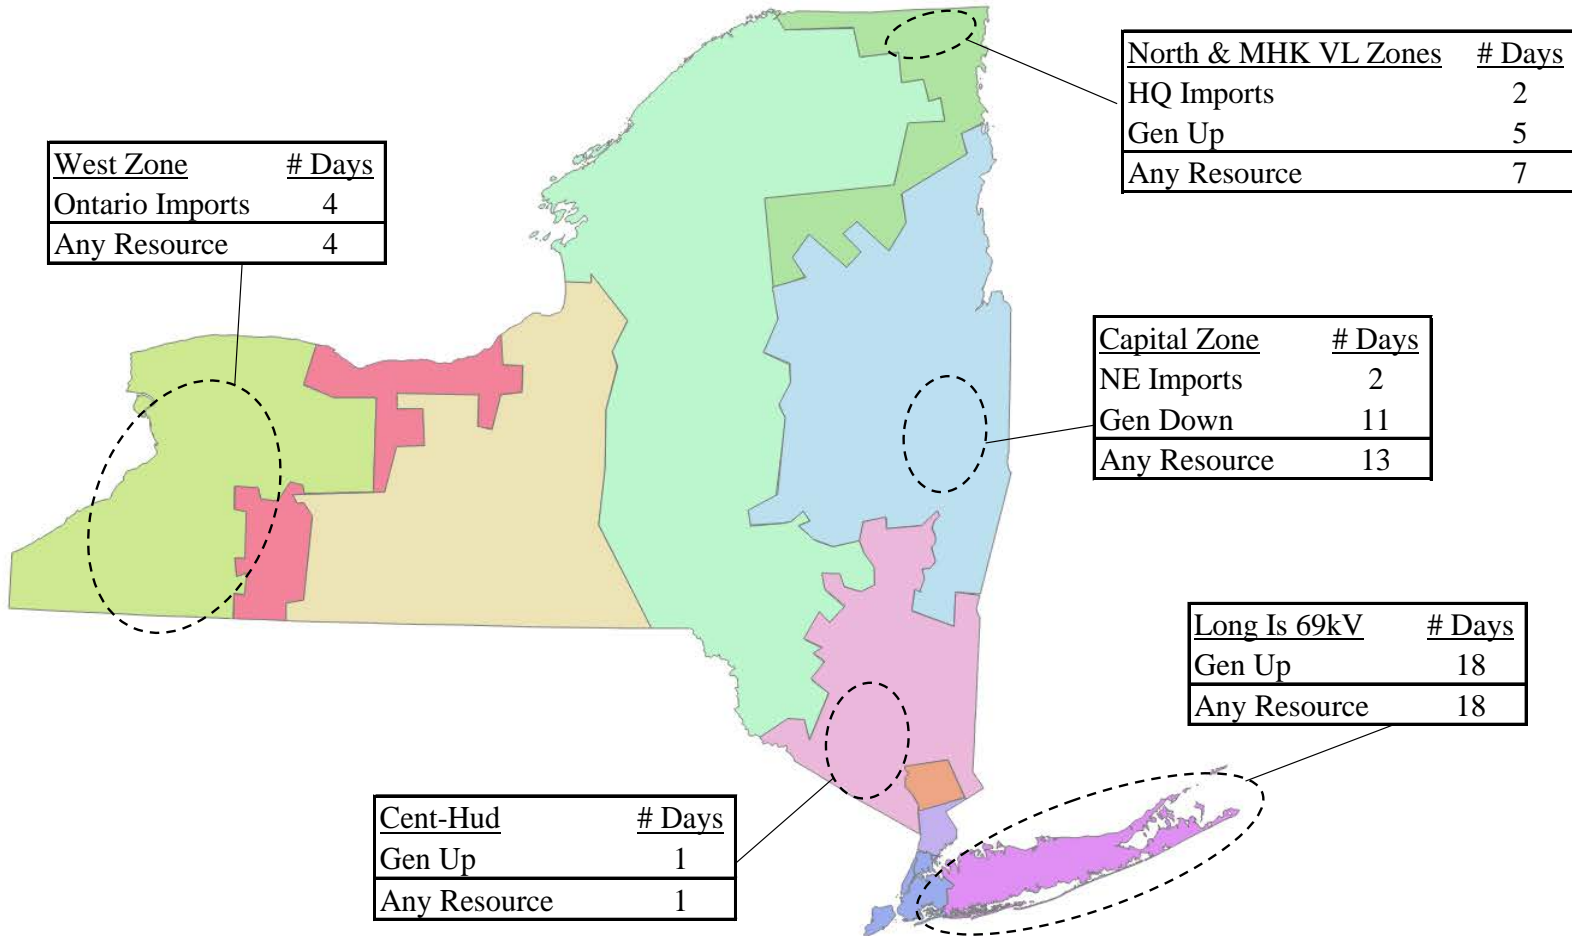 North & MHK VL Zones # Days
HQ Imports 2
Gen Up 5
Any Resource 7
West Zone # Days
Ontario Imports 4
Any Resource 4
Capital Zone # Days
NE Imports 2
Gen Down 11
Any Resource 13
Long Is 69kV # Days
Gen Up 18
Any Resource 18
Cent-Hud # Days
Gen Up 1
Any Resource 1